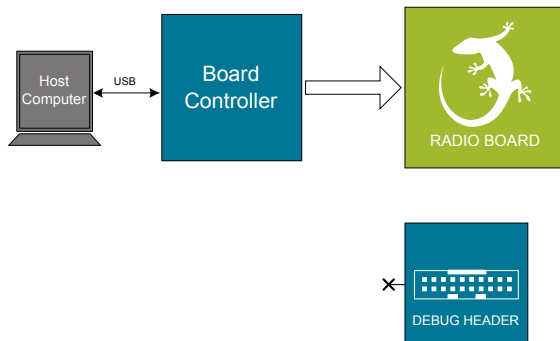 Host
Computer
USB
Board
Controller
RADIO BOARD
DEBUG HEADER